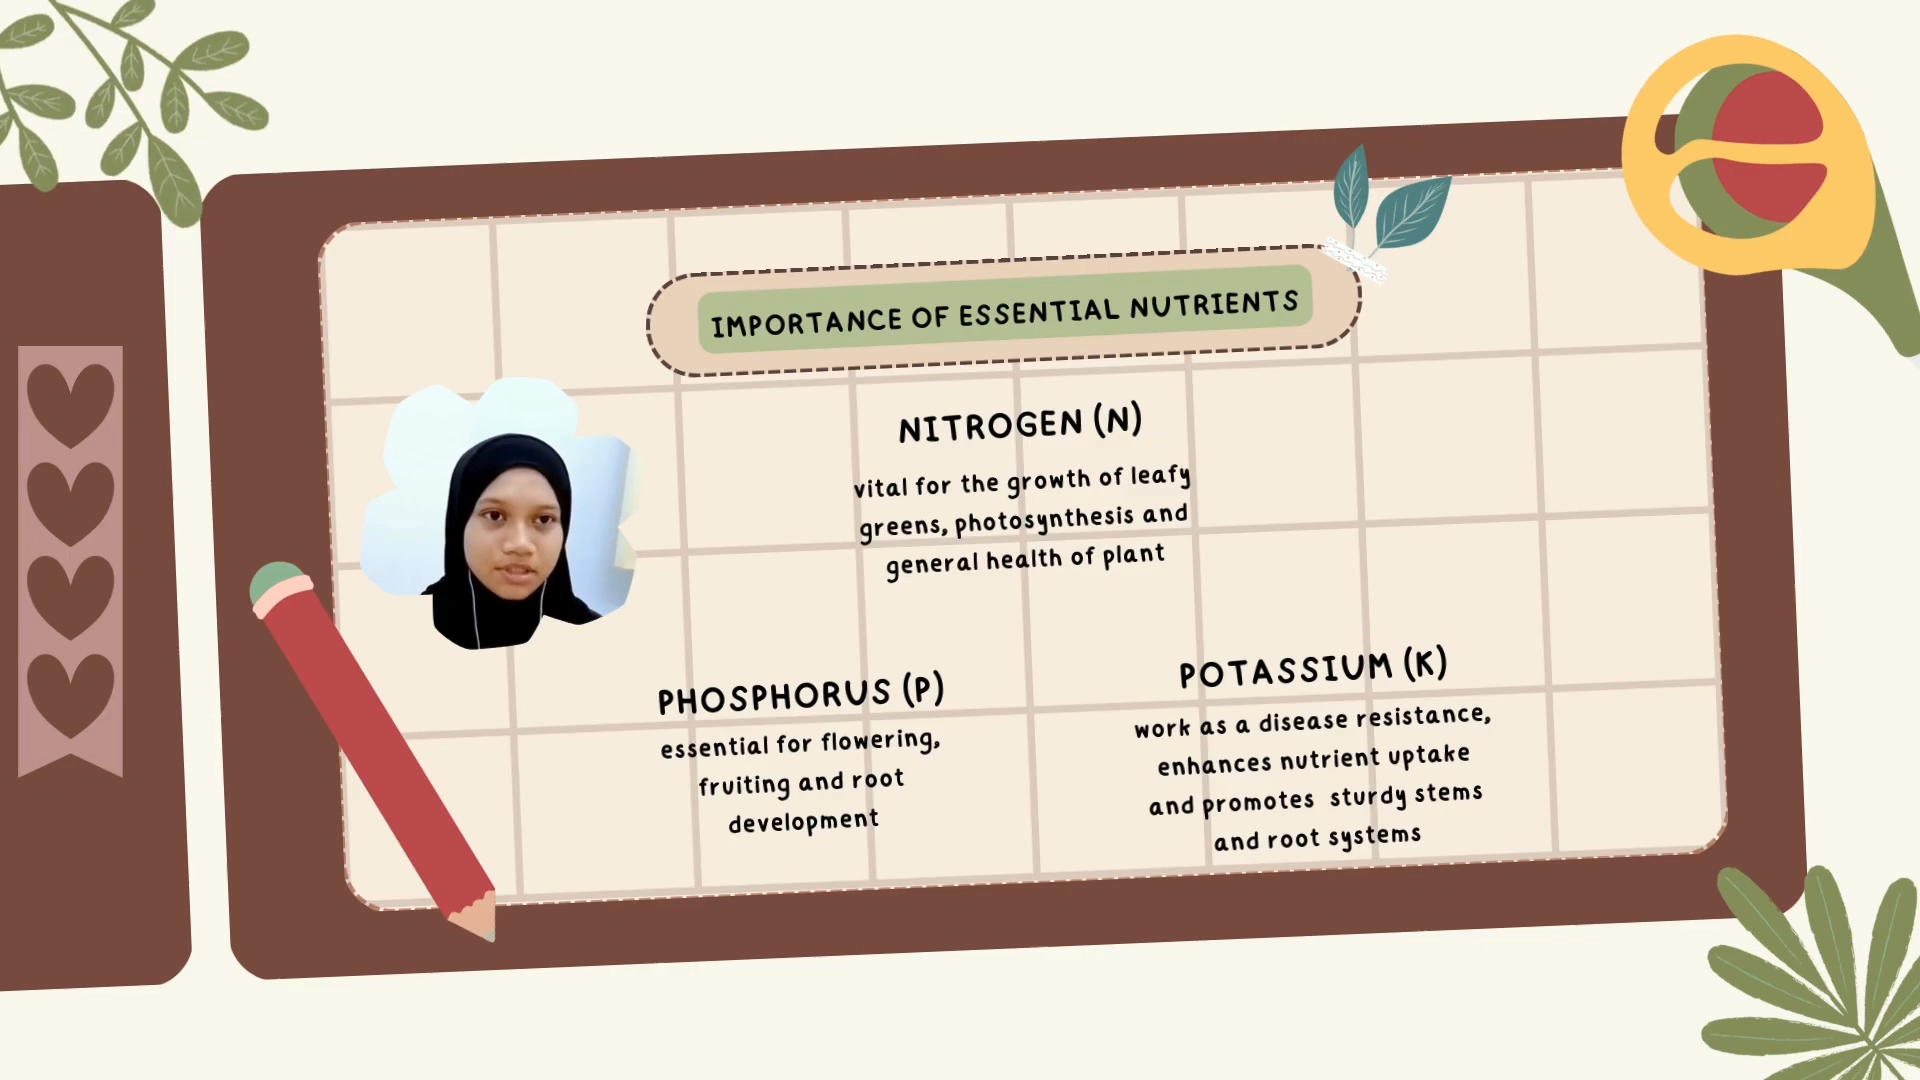 IMPORTANCE OF ESSENTIAL NUTRIENTS
NITROGEN (N)
vital for the growth of leafy
greens, photosynthesis and
general health of plant
PHOSPHORUS (P)
essential for flowering,
fruiting and root
development
POTASSIUM (K)
work as a disease resistance,
enhances nutrient uptake
and promotes sturdy stems
and root systems